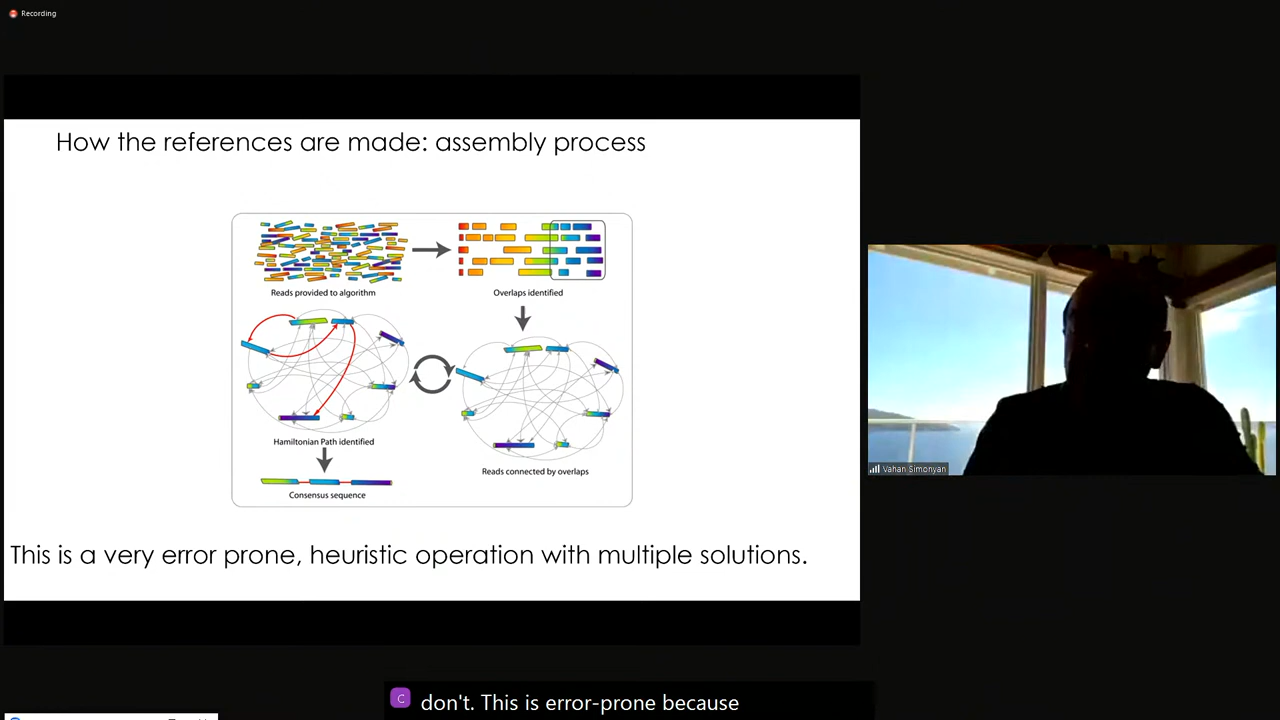 Recording
How the references are made: assembly process
Reads provided to algorithm
Overlaps identified
Hamiltonian Path identified
Reads connected by overlaps
Consensus sequence
This is a very error prone, heuristic operation with multiple solutions.
Vahan Simonyan
C
don't. This is error-prone because